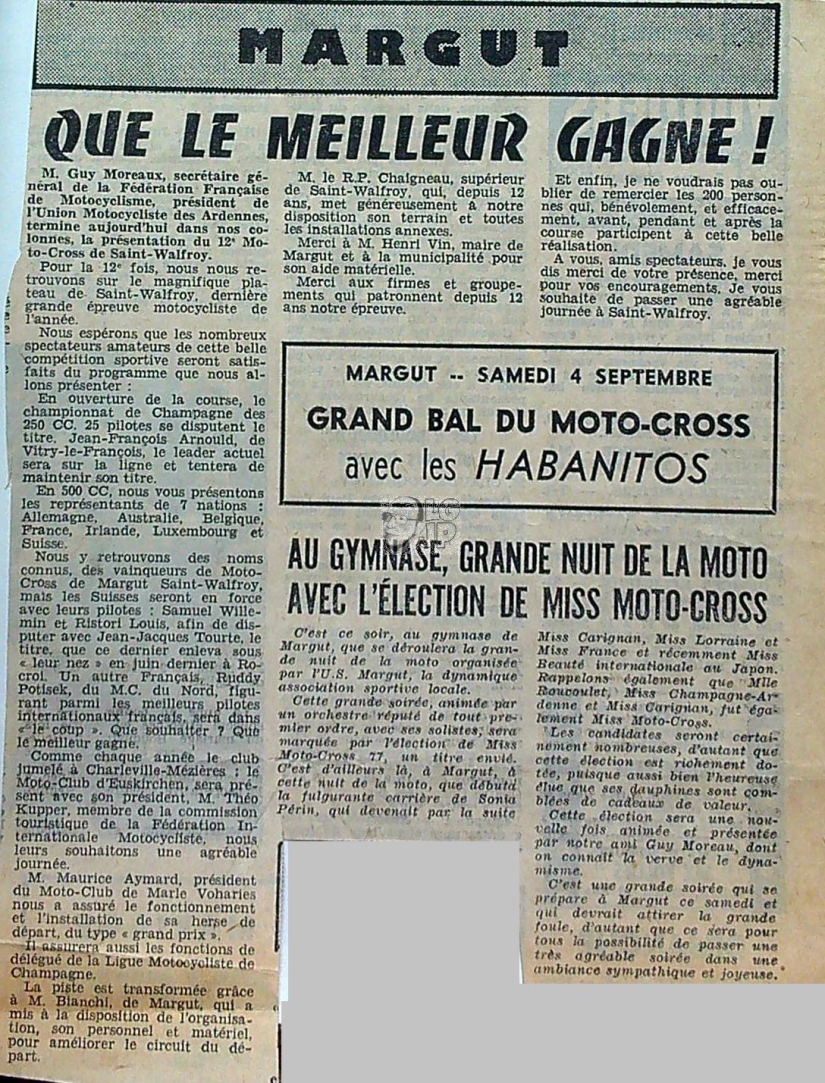 MARGUT
QUE LE MEILLEUR GAGNE !
M. Guy Moreaux, secrétaire gé-
néral de la Fédération Française
de Motocyclisme, président de
l'Union Motocycliste des Ardennes,
termine aujourd'hui dans nos co-
lonnes, la présentation du 12e Mo-
to-Cross de Saint-Walfroy.
Pour la 12e fois, nous nous re-
trouvons sur le magnifique pla-
teau de Saint-Walfroy, dernière
grande épreuve motocycliste de
l'année.
Nous espérons que les nombreux
spectateurs amateurs de cette belle
compétition sportive seront satis-
faits du programme que nous al-
lons présenter :
En ouverture de la course, le
championnat de Champagne des
250 CC. 25 pilotes se disputent le
titre. Jean-François Arnould, de
Vitry-le-François, le leader actuel
sera sur la ligne et tentera de
maintenir son titre.
En 500 CC, nous vous présentons
les représentants de 7 nations :
Allemagne, Australie, Belgique,
France, Irlande, Luxembourg et
Suisse.
Nous y retrouvons des noms
connus, des vainqueurs de Moto-
Cross de Margut Saint-Walfroy,
mais les Suisses seront en force
avec leurs pilotes : Samuel Wille-
min et Ristori Louis, afin de dis-
puter avec Jean-Jacques Tourte, le
titre, que ce dernier enleva sous
« leur nez » en juin dernier à Ro-
croi. Un autre Français, Ruddy
Potisek, du M.C. du Nord, figu-
rant parmi les meilleurs pilotes
internationaux français, sera dans
« le coup ». Que souhaiter ? Que
le meilleur gagne.
Comme chaque année le club
jumelé à Charleville-Mézières : le
Moto-Club d'Euskirchen, sera pré-
sent avec son président, M. Théo
Kupper, membre de la commission
touristique de la Fédération In-
ternationale Motocycliste, nous
leurs souhaitons une agréable
journée.
M. Maurice Aymard, président
du Moto-Club de Marle Voharies
nous a assuré le fonctionnement
et l'installation de sa herse de
départ, du type « grand prix ».
Il assurera aussi les fonctions de
délégué de la Ligue Motocycliste de
Champagne.
La piste est transformée grâce
à M. Bianchi, de Margut, qui a
mis à la disposition de l'organisa-
tion, son personnel et matériel,
pour améliorer le circuit du dé-
part.
M. le R.P. Chaigneau, supérieur
de Saint-Walfroy, qui, depuis 12
ans, met généreusement à notre
disposition son terrain et toutes
les installations annexes.
Merci à M. Henri Vin, maire de
Margut et à la municipalité pour
son aide matérielle.
Merci aux firmes et groupe-
ments qui patronnent depuis 12
ans notre épreuve.
Et enfin, je ne voudrais pas ou-
blier de remercier les 200 person-
nes qui, bénévolement, et efficace-
ment, avant, pendant et après la
course participent à cette belle
réalisation.
A vous, amis spectateurs, je vous
dis merci de votre présence, merci
pour vos encouragements. Je vous
souhaite de passer une agréable
journée à Saint-Walfroy.
MARGUT -- SAMEDI 4 SEPTEMBRE
GRAND BAL DU MOTO-CROSS
avec les HABANITOS
LG
IP
AU GYMNASE, GRANDE NUIT DE LA MOTO
AVEC L'ÉLECTION DE MISS MOTO-CROSS
C'est ce soir, au gymnase de
Margut, que se déroulera la gran-
de nuit de la moto organisée
par l'U.S. Margut, la dynamique
association sportive locale.
Cette grande soirée, animée par
un orchestre réputé de tout pre-
mier ordre, avec ses solistes, sera
marquée par l'élection de Miss
Moto-Cross 77, un titre envié.
C'est d'ailleurs là, à Margut, à
cette nuit de la moto, que débuta
la fulgurante carrière de Sonia
Périn, qui devenait par la suite
Miss Carignan, Miss Lorraine et
Miss France et récemment Miss
Beauté internationale au Japon.
Rappelons également que Mlle
Roucoulet, Miss Champagne-Ar-
denne et Miss Carignan, fut éga-
lement Miss Moto-Cross.
Les candidates seront certai-
nement nombreuses, d'autant que
cette élection est richement do-
tée, puisque aussi bien l'heureuse
élue que ses dauphines sont com-
blées de cadeaux de valeur.
Cette élection sera une nou-
velle fois animée et présentée
par notre ami Guy Moreau, dont
on connaît la verve et le dyna-
misme.
C'est une grande soirée qui se
prépare à Margut ce samedi et
qui devrait attirer la grande
foule, d'autant que ce sera pour
tous la possibilité de passer une
très agréable soirée dans une
ambiance sympathique et joyeuse.